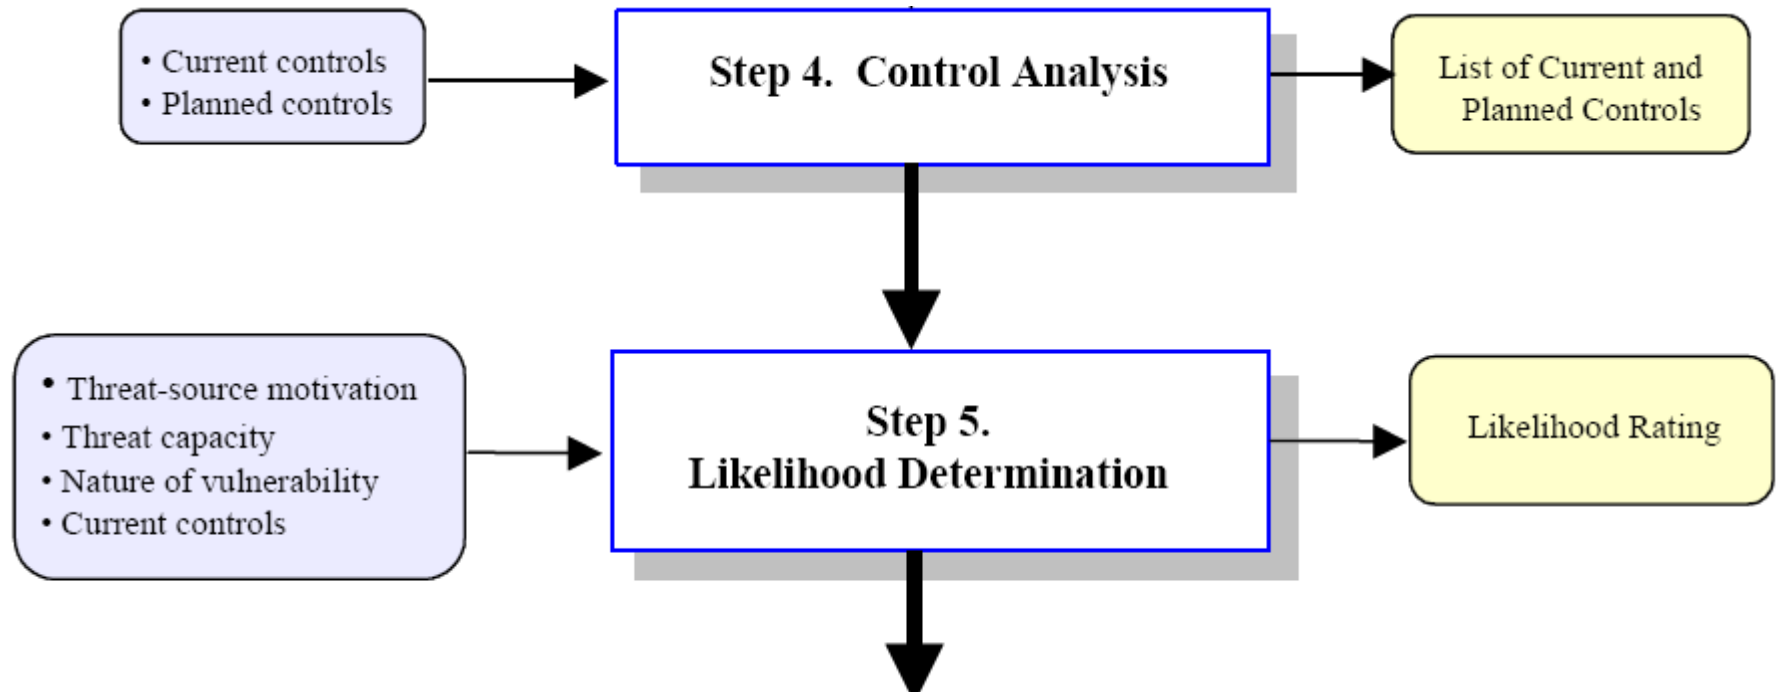 • Current controls
• Planned controls
Step 4. Control Analysis
List of Current and
Planned Controls
• Threat-source motivation
• Threat capacity
• Nature of vulnerability
• Current controls
Step 5.
Likelihood Determination
Likelihood Rating